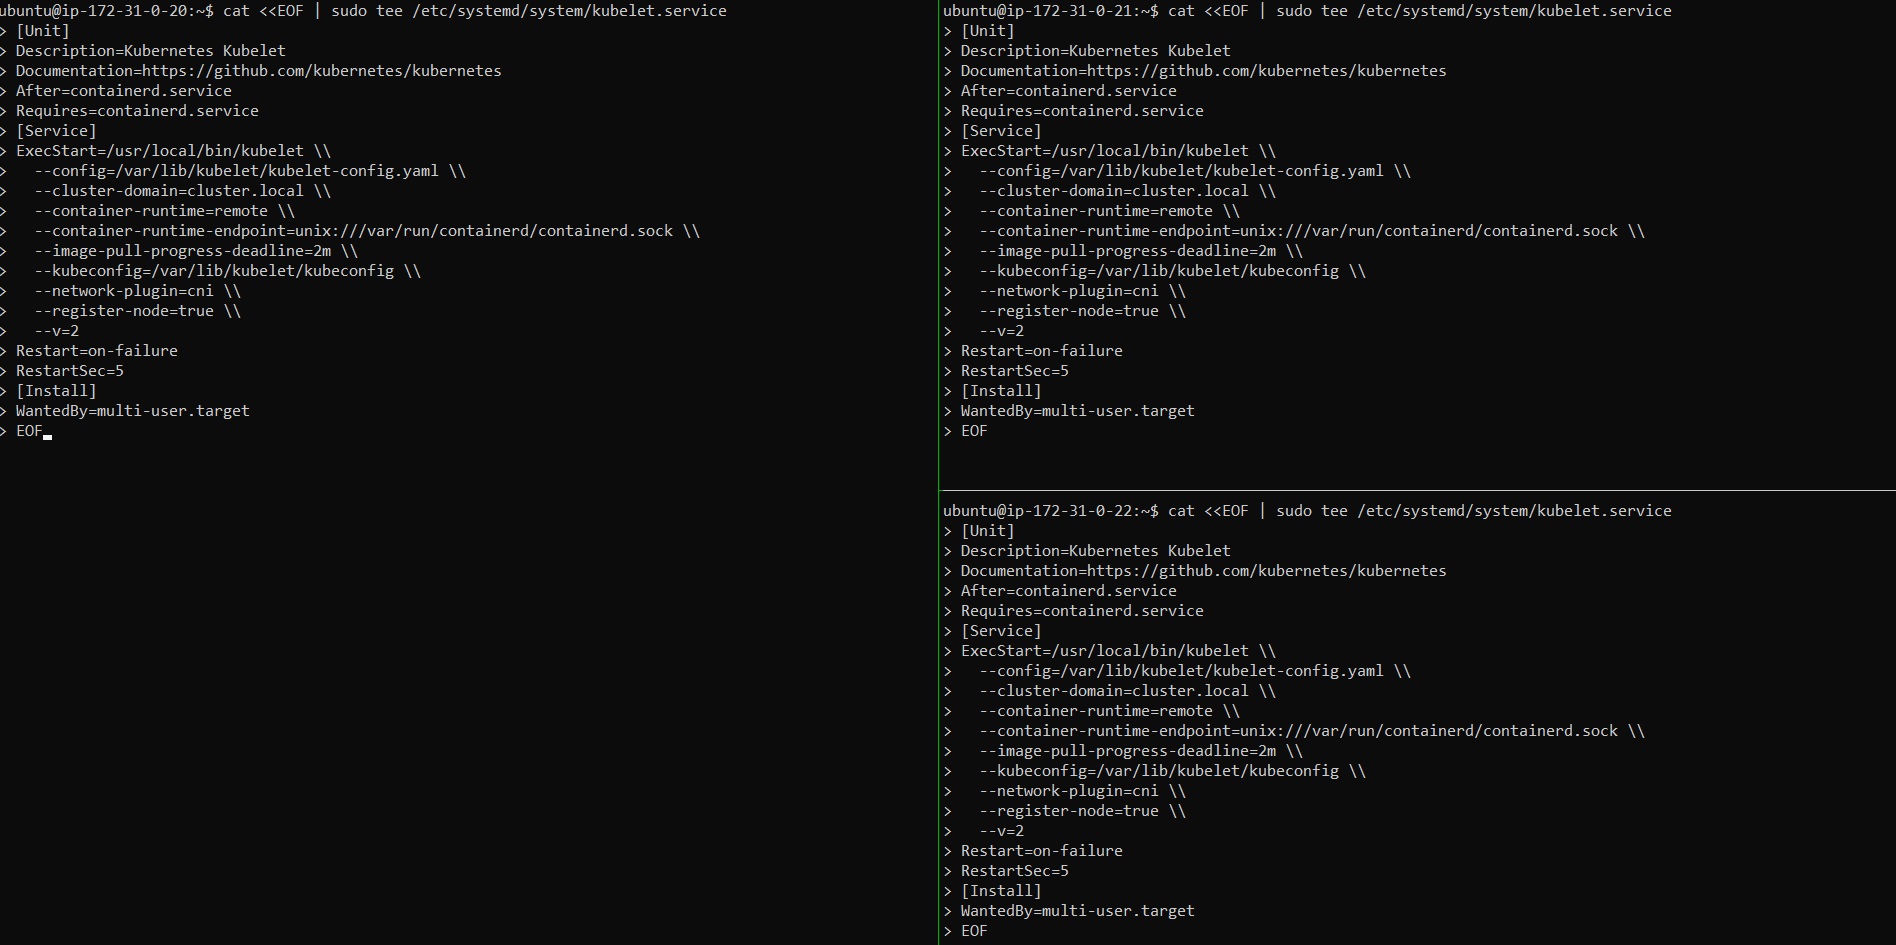 ubuntu@ip-172-31-0-20:~$ cat <<EOF | sudo tee /etc/systemd/system/kubelet.service
> [Unit]
> Description=Kubernetes Kubelet
> Documentation=https://github.com/kubernetes/kubernetes
> After=containerd.service
> Requires=containerd.service
> [Service]
> ExecStart=/usr/local/bin/kubelet \\
>   --config=/var/lib/kubelet/kubelet-config.yaml \\
>   --cluster-domain=cluster.local \\
>   --container-runtime=remote \\
>   --container-runtime-endpoint=unix:///var/run/containerd/containerd.sock \\
>   --image-pull-progress-deadline=2m \\
>   --kubeconfig=/var/lib/kubelet/kubeconfig \\
>   --network-plugin=cni \\
>   --register-node=true \\
>   --v=2
> Restart=on-failure
> RestartSec=5
> [Install]
> WantedBy=multi-user.target
> EOF
ubuntu@ip-172-31-0-21:~$ cat <<EOF | sudo tee /etc/systemd/system/kubelet.service
> [Unit]
> Description=Kubernetes Kubelet
> Documentation=https://github.com/kubernetes/kubernetes
> After=containerd.service
> Requires=containerd.service
> [Service]
> ExecStart=/usr/local/bin/kubelet \\
>   --config=/var/lib/kubelet/kubelet-config.yaml \\
>   --cluster-domain=cluster.local \\
>   --container-runtime=remote \\
>   --container-runtime-endpoint=unix:///var/run/containerd/containerd.sock \\
>   --image-pull-progress-deadline=2m \\
>   --kubeconfig=/var/lib/kubelet/kubeconfig \\
>   --network-plugin=cni \\
>   --register-node=true \\
>   --v=2
> Restart=on-failure
> RestartSec=5
> [Install]
> WantedBy=multi-user.target
> EOF
ubuntu@ip-172-31-0-22:~$ cat <<EOF | sudo tee /etc/systemd/system/kubelet.service
> [Unit]
> Description=Kubernetes Kubelet
> Documentation=https://github.com/kubernetes/kubernetes
> After=containerd.service
> Requires=containerd.service
> [Service]
> ExecStart=/usr/local/bin/kubelet \\
>   --config=/var/lib/kubelet/kubelet-config.yaml \\
>   --cluster-domain=cluster.local \\
>   --container-runtime=remote \\
>   --container-runtime-endpoint=unix:///var/run/containerd/containerd.sock \\
>   --image-pull-progress-deadline=2m \\
>   --kubeconfig=/var/lib/kubelet/kubeconfig \\
>   --network-plugin=cni \\
>   --register-node=true \\
>   --v=2
> Restart=on-failure
> RestartSec=5
> [Install]
> WantedBy=multi-user.target
> EOF